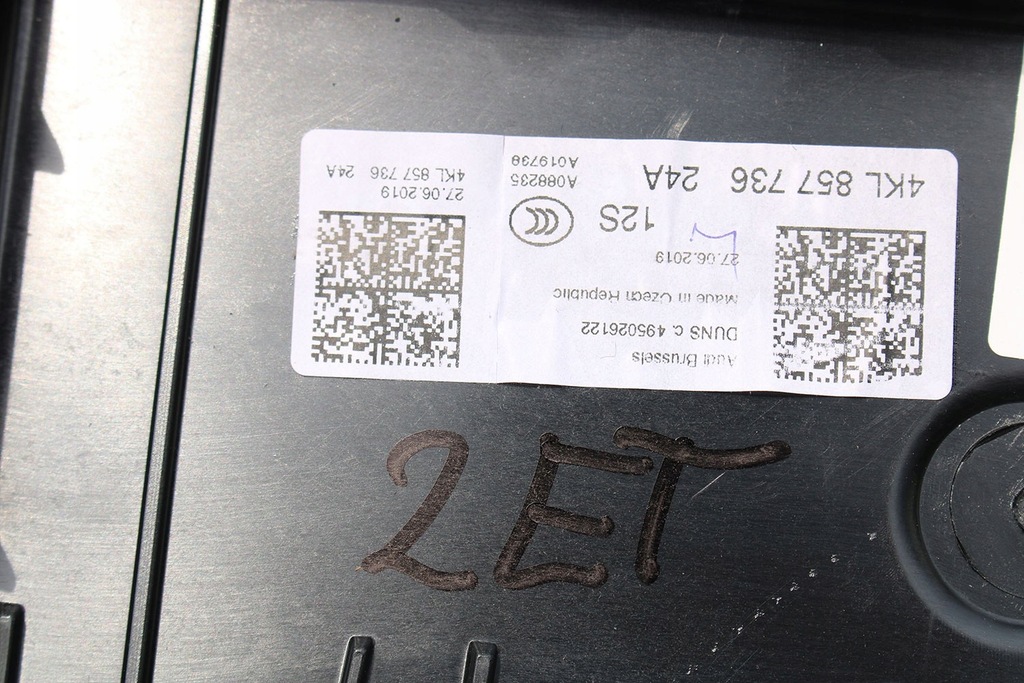 4KL 857 736 24A
A088235
A019738
12S
27.06.2019
Made in Czech Republic
DUNS c. 495026122
Audi Brussels
27.06.2019
4KL 857 736 24A
2ET